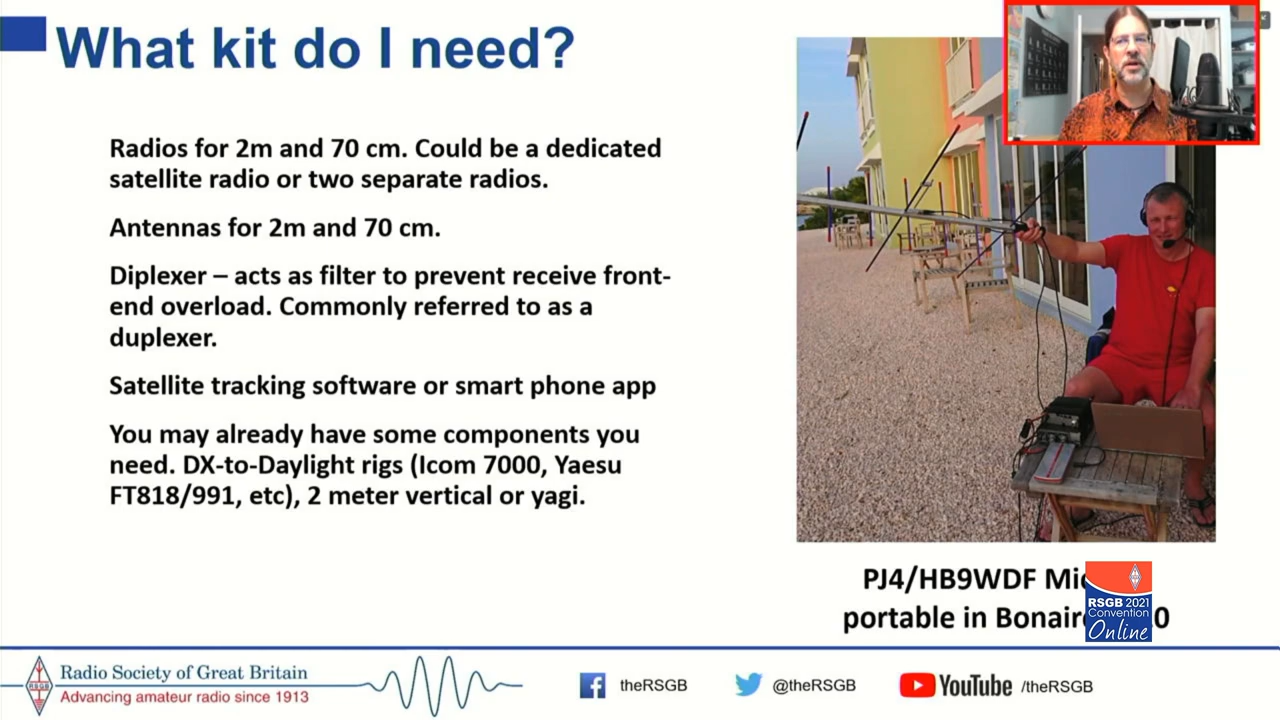 What kit do I need?
Radios for 2m and 70 cm. Could be a dedicated
satellite radio or two separate radios.
Antennas for 2m and 70 cm.
Diplexer – acts as filter to prevent receive front-
end overload. Commonly referred to as a
duplexer.
Satellite tracking software or smart phone app
You may already have some components you
need. DX-to-Daylight rigs (Icom 7000, Yaesu
FT818/991, etc), 2 meter vertical or yagi.
PJ4/HB9WDF
portable in
RSGB 2021
Convention
Online
RSGB
Radio Society of Great Britain
Advancing amateur radio since 1913
theRSGB
@theRSGB
YouTube /theRSGB